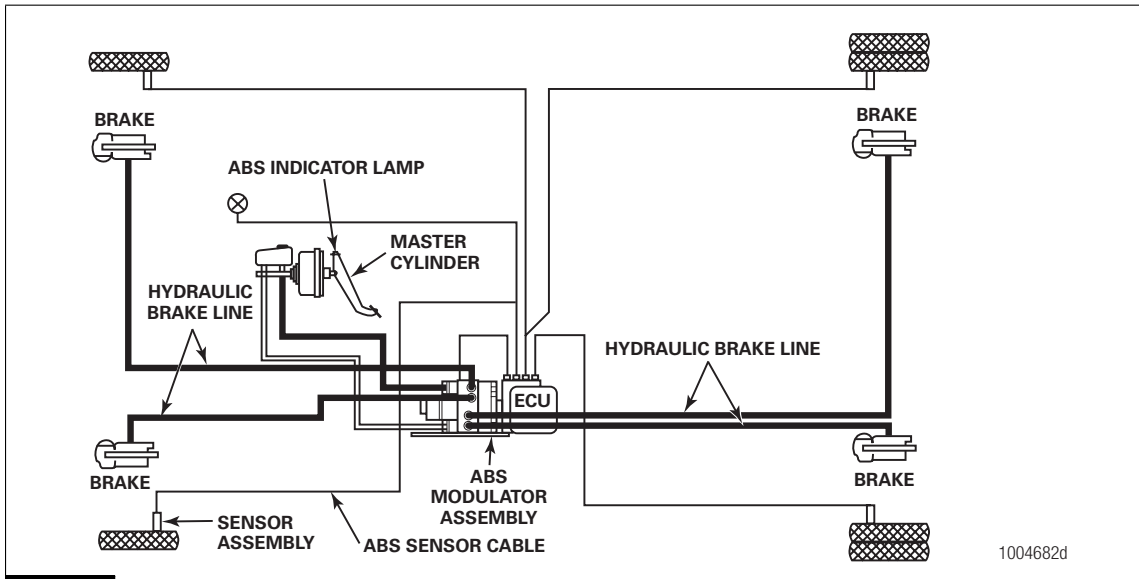 BRAKE
BRAKE
ABS INDICATOR LAMP
MASTER
CYLINDER
HYDRAULIC
BRAKE LINE
HYDRAULIC BRAKE LINE
ECU
BRAKE
BRAKE
ABS
MODULATOR
ASSEMBLY
SENSOR
ASSEMBLY
ABS SENSOR CABLE
1004682d